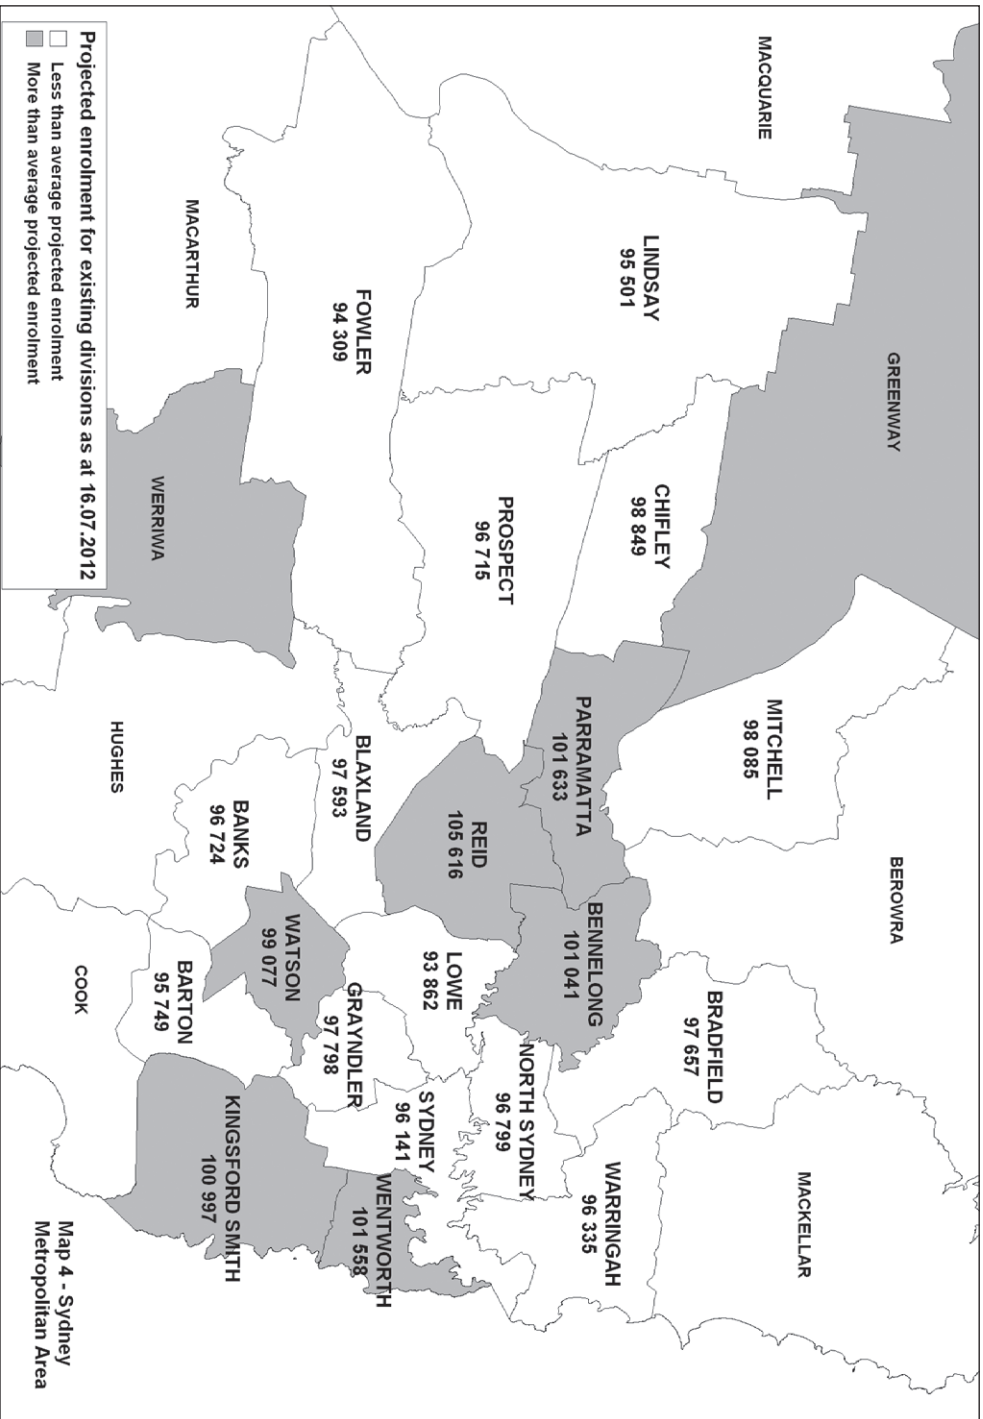 MACQUARIE
GREENWAY
LINDSAY
95 501
CHIFLEY
98 849
MITCHELL
98 085
BEROWRA
FOWLER
94 309
PROSPECT
96 715
PARRAMATTA
101 633
BENNELONG
101 041
BRADFIELD
97 657
MACKELLAR
MACARTHUR
WERRIWA
BLAXLAND
97 593
REID
105 616
LOWE
93 862
NORTH SYDNEY
96 799
WARRINGAH
96 335
HUGHES
BANKS
96 724
WATSON
99 077
GRAYNDLER
97 798
SYDNEY
96 141
WENTWORTH
101 558
COOK
BARTON
95 749
KINGSFORD SMITH
100 997
Projected enrolment for existing divisions as at 16.07.2012
Less than average projected enrolment
More than average projected enrolment
Map 4 - Sydney
Metropolitan Area